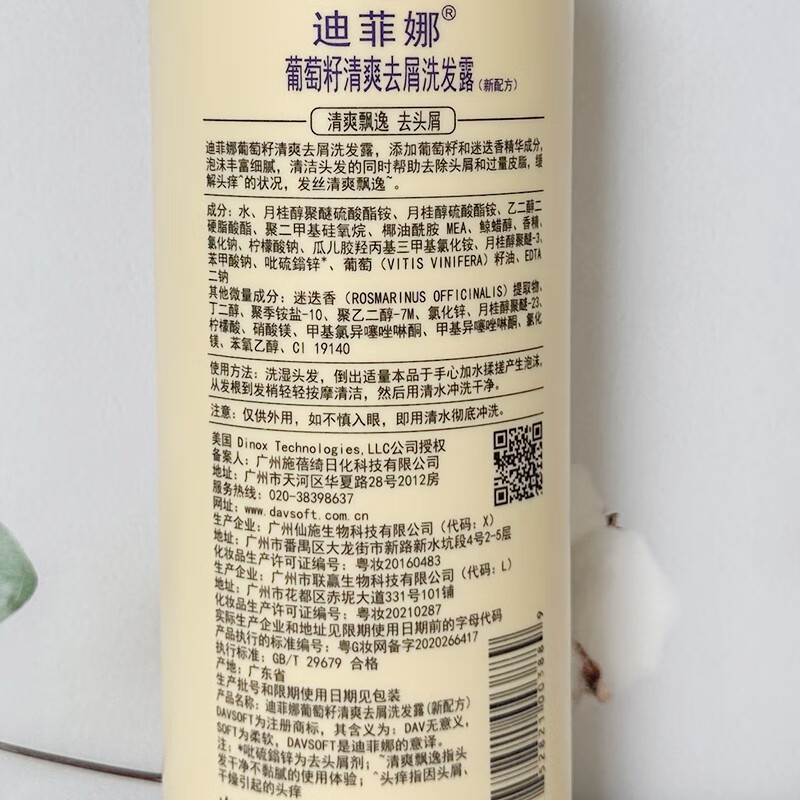 迪菲娜®
葡萄籽清爽去屑洗发露(新配方)
清爽飘逸 去头屑
迪菲娜葡萄籽清爽去屑洗发露，添加葡萄籽和迷迭香精华成分，
泡沫丰富细腻，清洁头发的同时帮助去除头屑和过量皮脂，缓
解头痒^的状况，发丝清爽飘逸~。
成分：水、月桂醇聚醚硫酸酯铵、月桂醇硫酸酯铵、乙二醇二
硬脂酸酯、聚二甲基硅氧烷、椰油酰胺 MEA、鲸蜡醇、香精、
氯化钠、柠檬酸钠、瓜儿胶羟丙基三甲基氯化铵、月桂醇聚醚-3、
苯甲酸钠、吡硫鎓锌*、葡萄（VITIS VINIFERA）籽油、EDTA
二钠
其他微量成分：迷迭香（ROSMARINUS OFFICINALIS）提取物、
丁二醇、聚季铵盐-10、聚乙二醇-7M、氯化锌、月桂醇聚醚-23、
柠檬酸、硝酸镁、甲基氯异噻唑啉酮、甲基异噻唑啉酮、氯化
镁、苯氧乙醇、CI 19140
使用方法：洗湿头发，倒出适量本品于手心加水揉搓产生泡沫，
从发根到发梢轻轻按摩清洁，然后用清水冲洗干净。
注意：仅供外用，如不慎入眼，即用清水彻底冲洗。
美国 Dinox Technologies,LLC公司授权
备案人：广州施蓓绮日化科技有限公司
地址：广州市天河区华夏路28号2012房
服务热线：020-38398637
网址：www.davsoft.com.cn
生产企业：广州仙施生物科技有限公司（代码：X）
地址：广州市番禺区大龙街市新路新水坑段4号2-5层
化妆品生产许可证编号：粤妆20160483
生产企业：广州市联赢生物科技有限公司（代码：L）
地址：广州市花都区赤坭大道331号101铺
化妆品生产许可证编号：粤妆20210287
实际生产企业和地址见限期使用日期前的字母代码
产品执行的标准编号：粤G妆网备字2020266417
执行标准：GB/T 29679 合格
产地：广东省
生产批号和限期使用日期见包装
产品名称：迪菲娜葡萄籽清爽去屑洗发露(新配方)
DAVSOFT为注册商标，其含义为：DAV无意义，
SOFT为柔软，DAVSOFT是迪菲娜的意译。
注：*吡硫鎓锌为去头屑剂；~清爽飘逸指头
发干净不黏腻的使用体验；^头痒指因头屑、
干燥引起的头痒